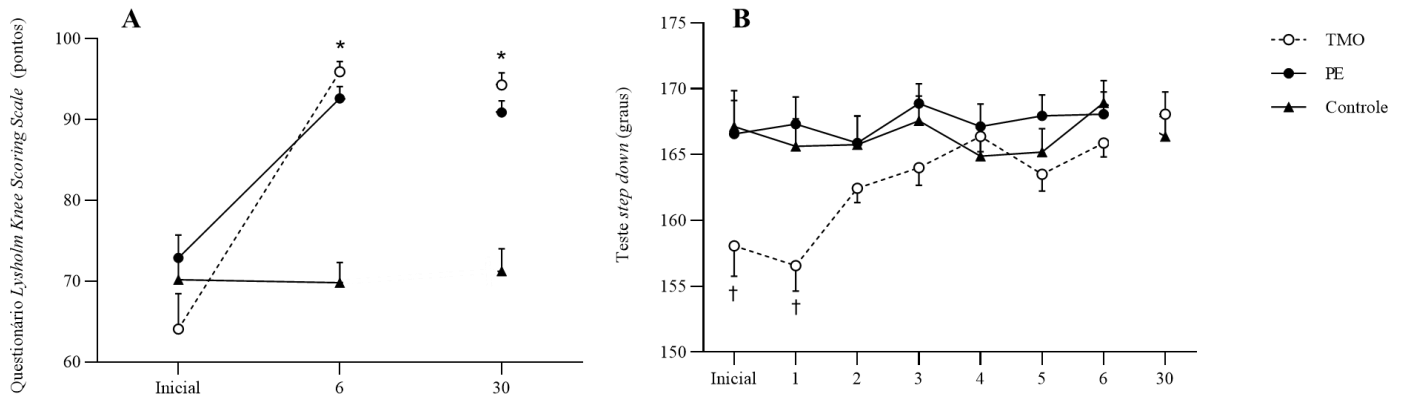 A
Questionário Lysholm Knee Scoring Scale (pontos)
100
90
80
70
60
*
*
Inicial 6 30
B
Teste step down (graus)
175
170
165
160
155
150
†
†
Inicial 1 2 3 4 5 6 30
TMO
PE
Controle